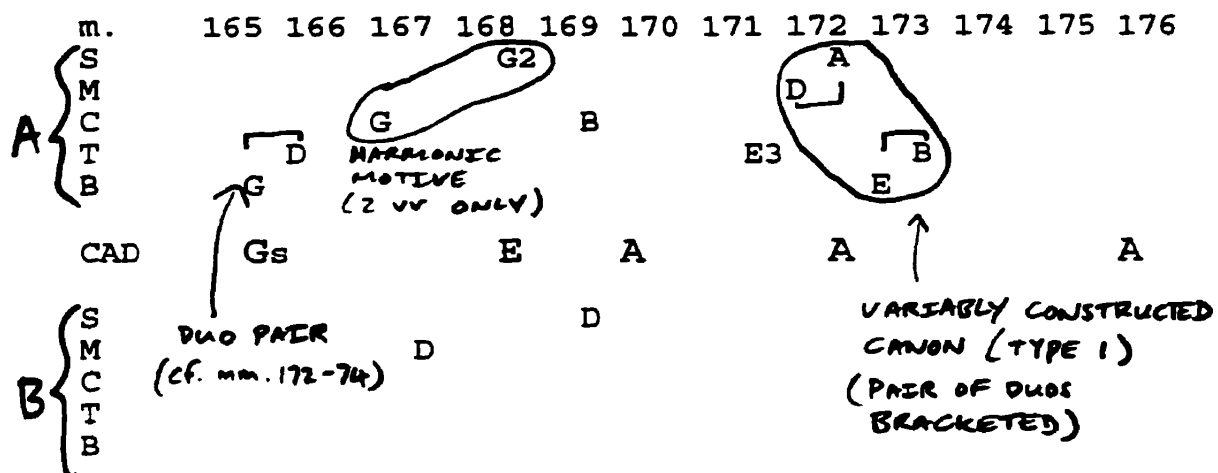 m. 165 166 167 168 169 170 171 172 173 174 175 176
S G2 A
M D
A C G B
T D HARMONIC E3 B
B G MOTIVE E
(2 VV ONLY)
CAD Gs E A A A
S D VARIABLY CONSTRUCTED
M DUO PAIR D CANON (TYPE 1)
B C (cf. mm. 172-74) (PAIR OF DUOS
T BRACKETED)
B